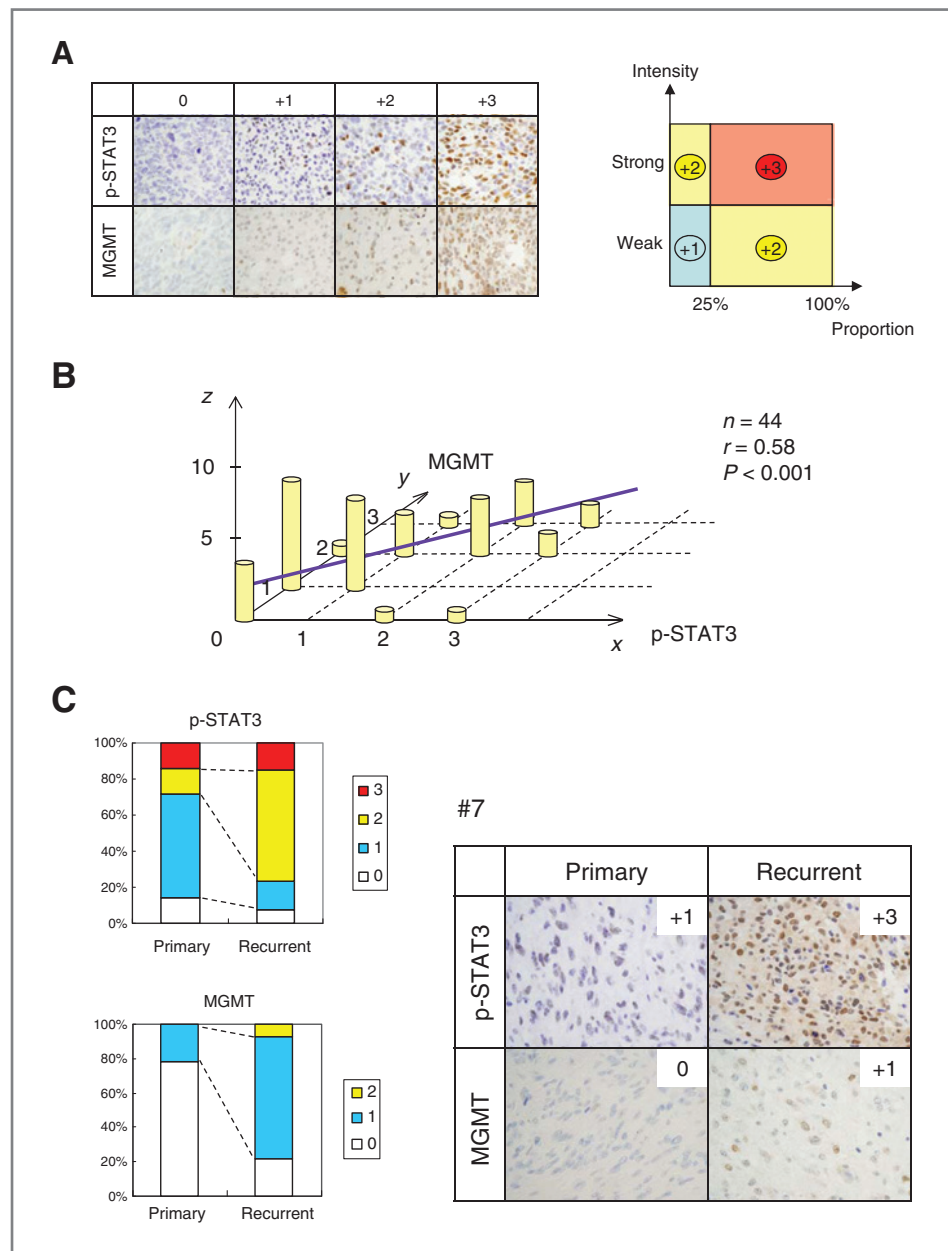 A
0 +1 +2 +3
p-STAT3
MGMT
Intensity
Strong +2 +3
Weak +1 +2
25% 100%
Proportion
B
z
10
5
MGMT
y
3
2
1
0 1 2 3 x p-STAT3
n = 44
r = 0.58
P < 0.001
C
p-STAT3
100%
80%
60%
40%
20%
0%
Primary Recurrent
3
2
1
0
MGMT
100%
80%
60%
40%
20%
0%
Primary Recurrent
2
1
0
#7
Primary Recurrent
p-STAT3 +1 +3
MGMT 0 +1